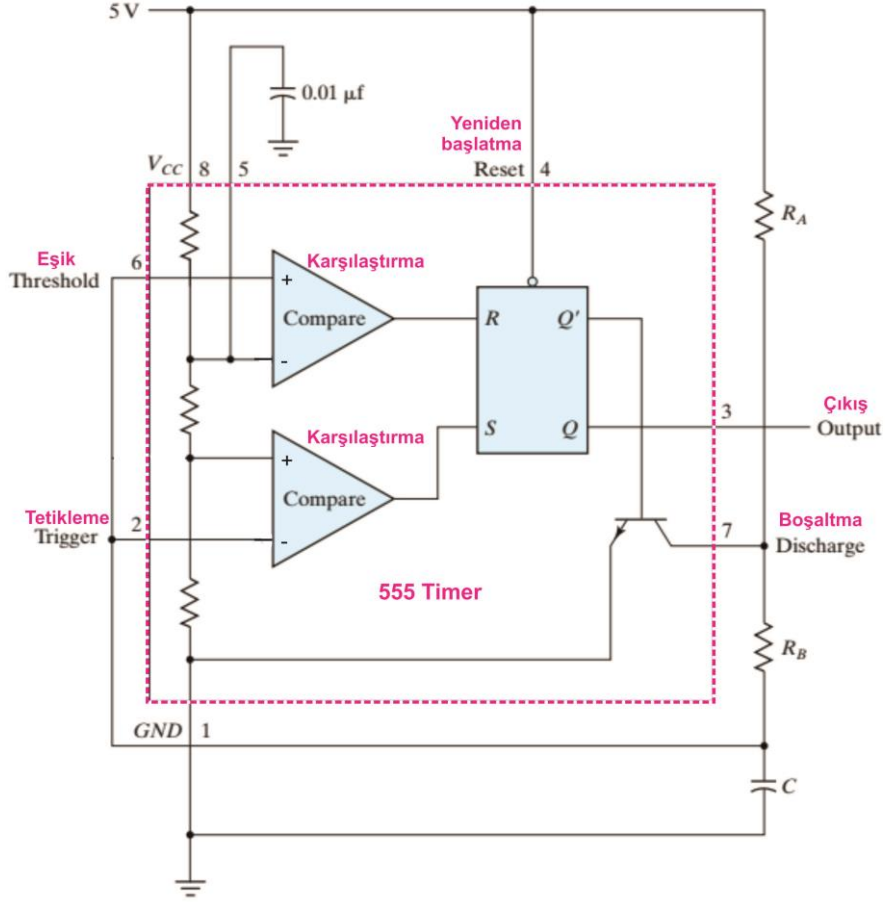 5 V
0.01 µf
Yeniden
başlatma
V_CC 8 5
Reset 4
R_A
Eşik
Threshold
6
Karşılaştırma
+
Compare
-
R Q'
S Q
3
Çıkış
Output
Karşılaştırma
+
Compare
-
Tetikleme
Trigger
2
7
Boşaltma
Discharge
555 Timer
R_B
GND 1
C